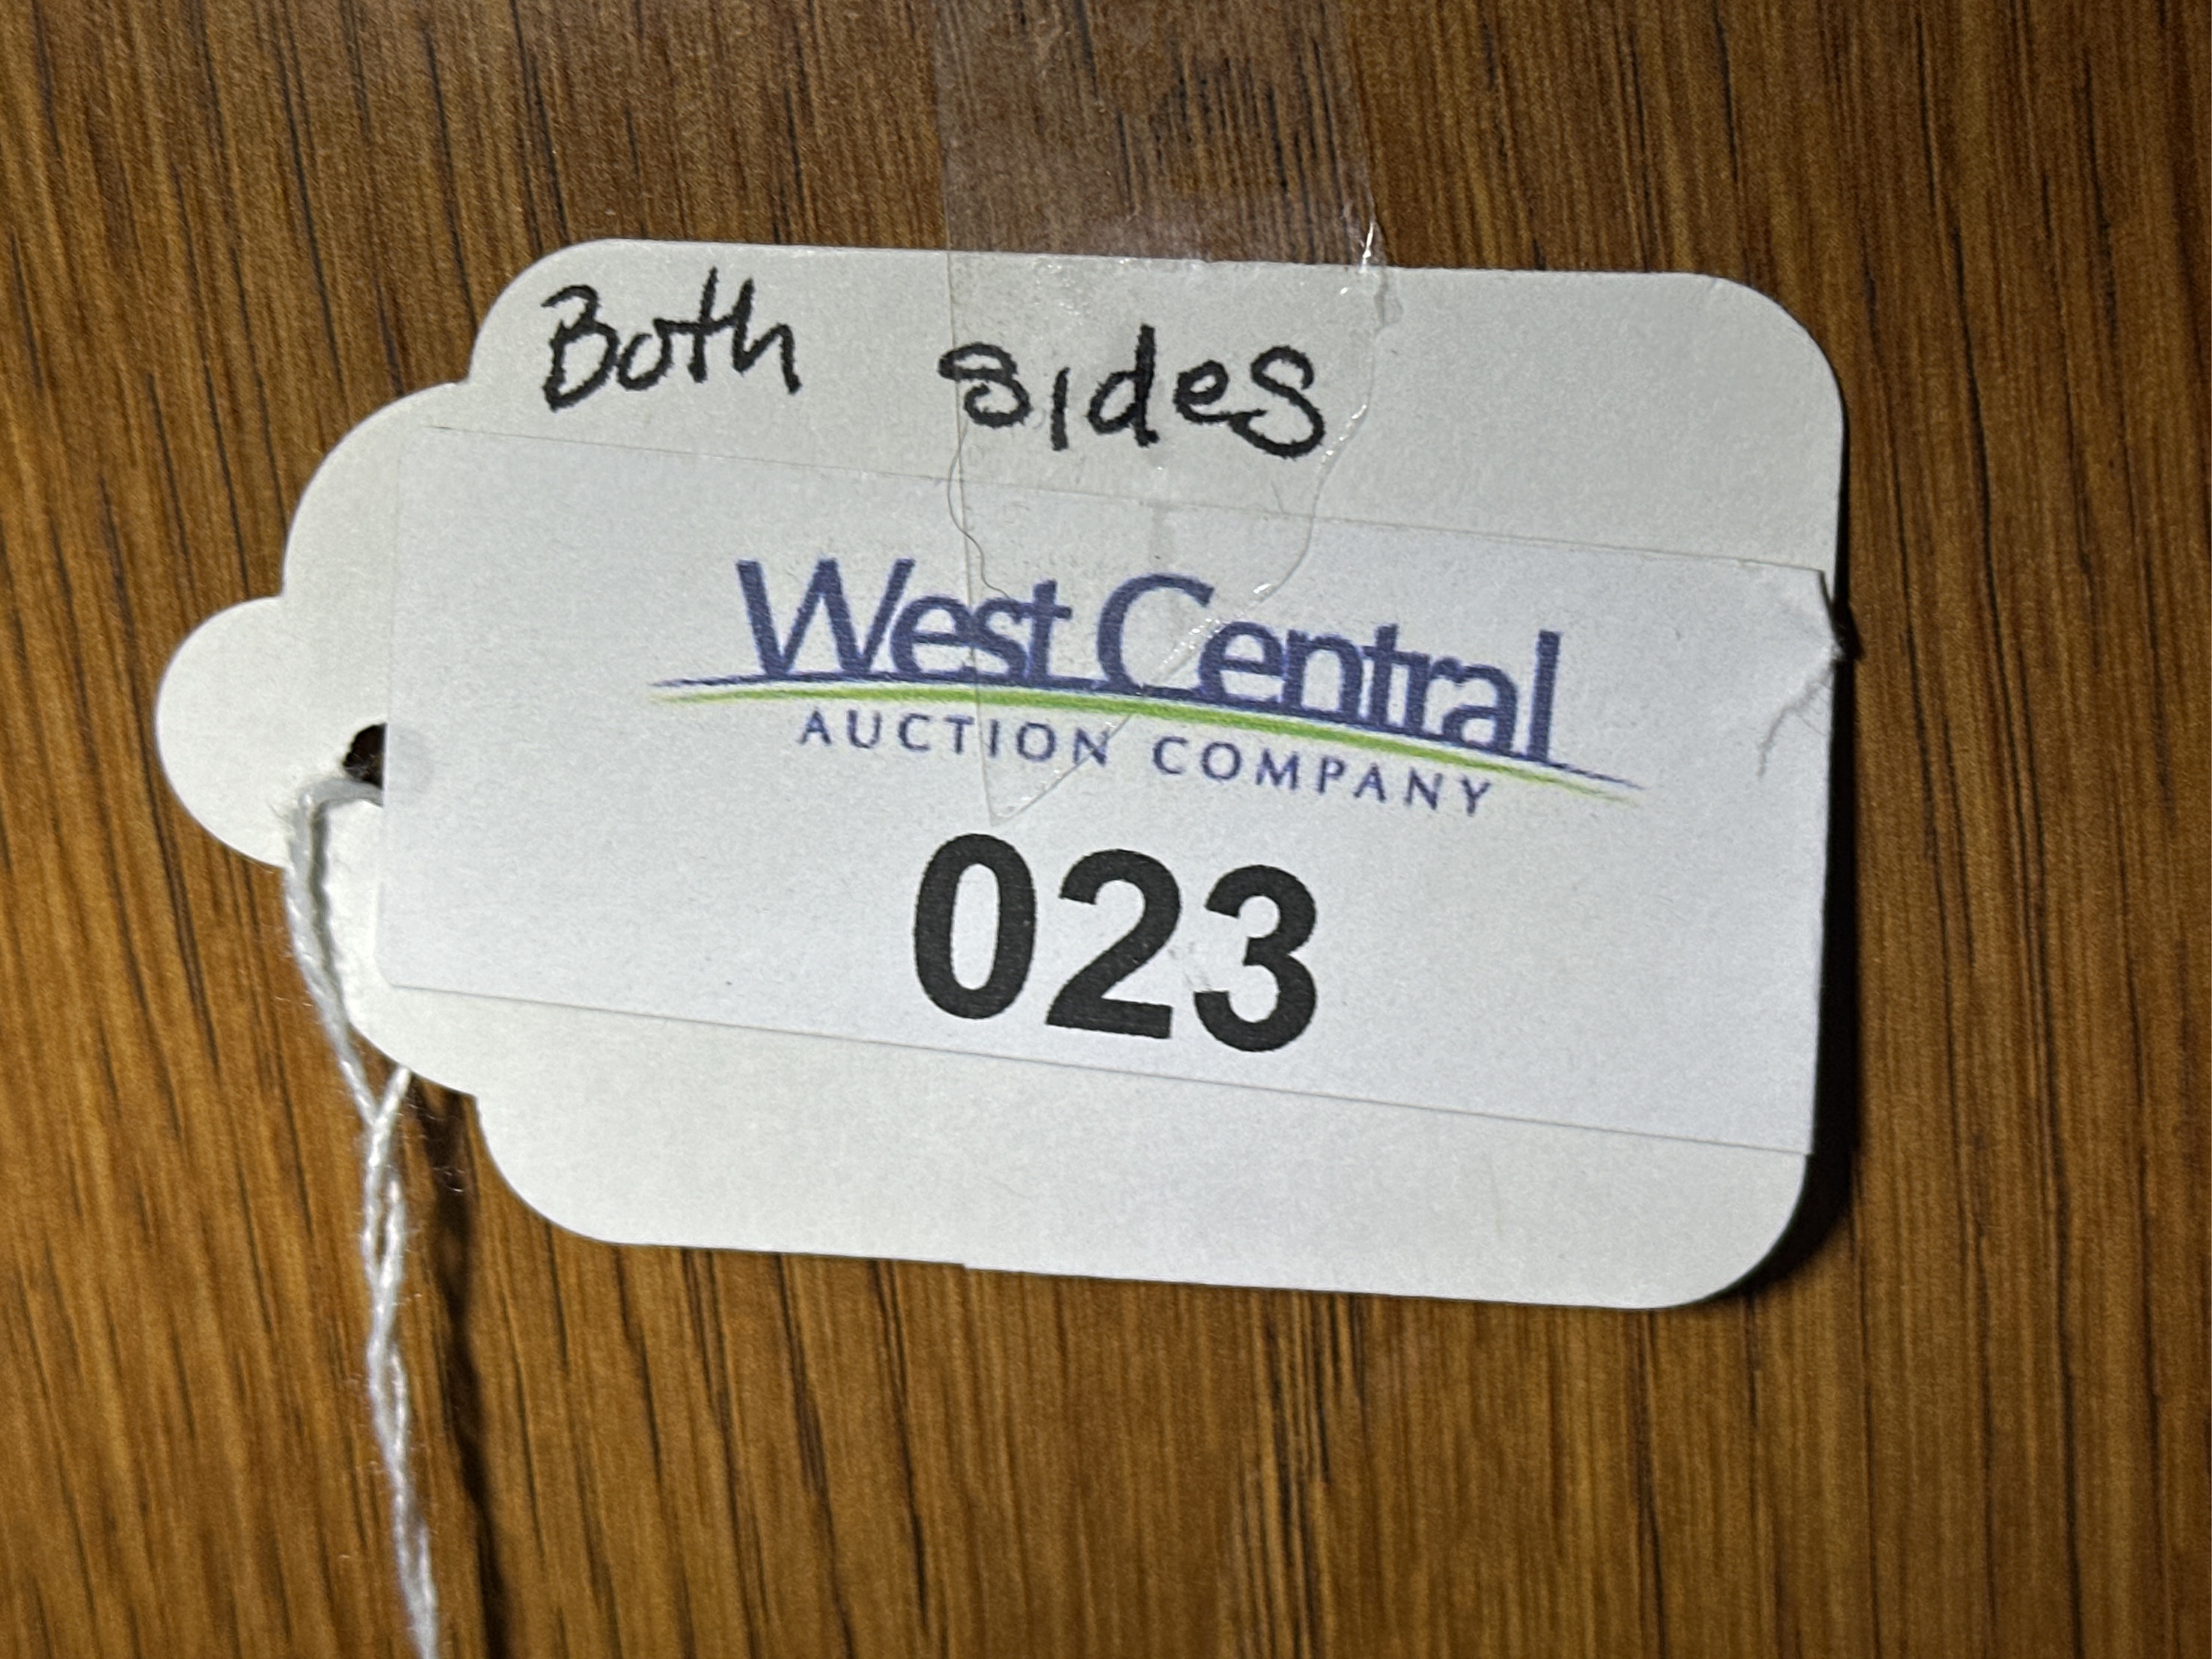 Both sides
West Central
AUCTION COMPANY
023